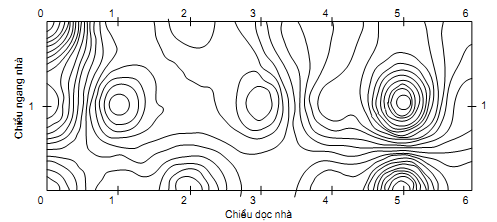 0 1 2 3 4 5 6
Chiều ngang nhà
1 1
0 1 2 3 4 5 6
Chiều dọc nhà